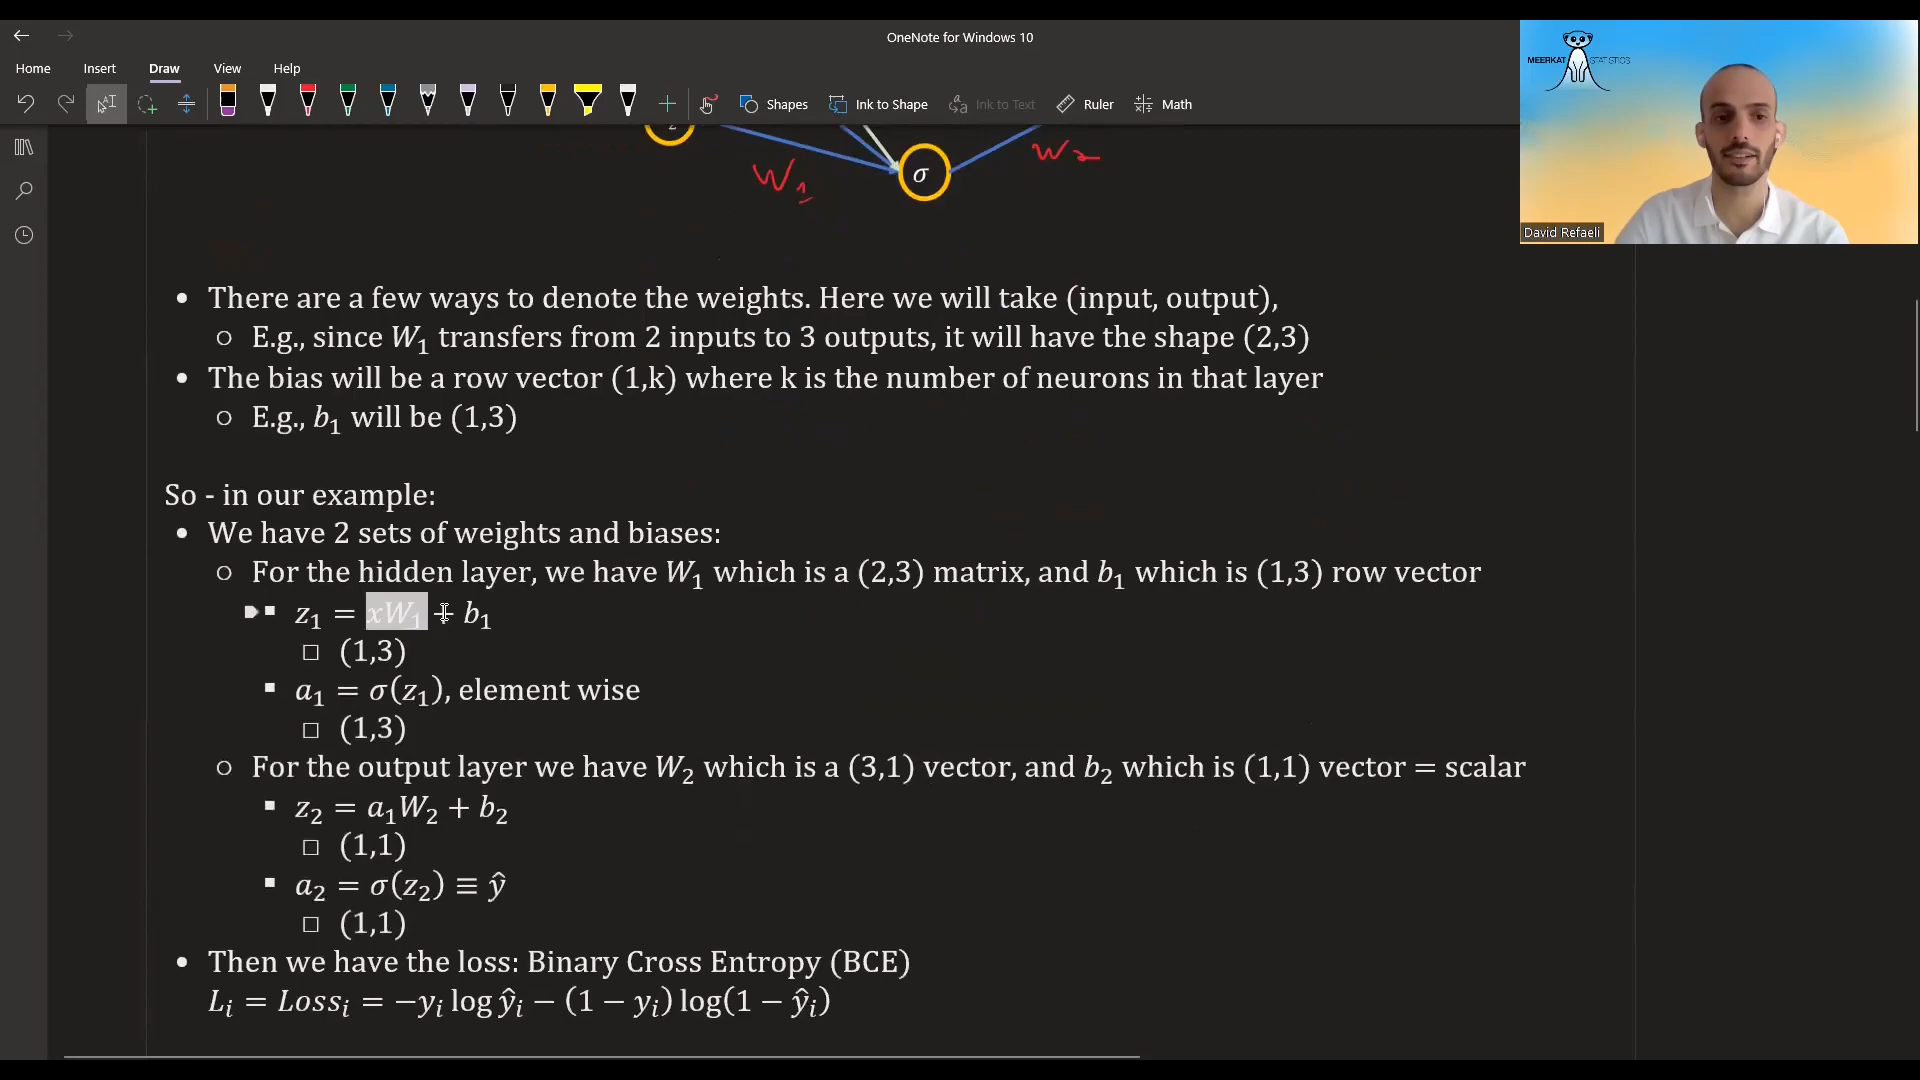 OneNote for Windows 10
Home Insert Draw View Help
Shapes Ink to Shape Ink to Text Ruler Math
MEERKAT STATISTICS
David Refaeli
2
W₁
σ
W₂
• There are a few ways to denote the weights. Here we will take (input, output),
○ E.g., since W₁ transfers from 2 inputs to 3 outputs, it will have the shape (2,3)
• The bias will be a row vector (1,k) where k is the number of neurons in that layer
○ E.g., b₁ will be (1,3)
So - in our example:
• We have 2 sets of weights and biases:
○ For the hidden layer, we have W₁ which is a (2,3) matrix, and b₁ which is (1,3) row vector
▪ z₁ = xW₁ + b₁
□ (1,3)
▪ a₁ = σ(z₁), element wise
□ (1,3)
○ For the output layer we have W₂ which is a (3,1) vector, and b₂ which is (1,1) vector = scalar
▪ z₂ = a₁W₂ + b₂
□ (1,1)
▪ a₂ = σ(z₂) ≡ ŷ
□ (1,1)
• Then we have the loss: Binary Cross Entropy (BCE)
Lᵢ = Lossᵢ = −yᵢ log ŷᵢ − (1 − yᵢ) log(1 − ŷᵢ)